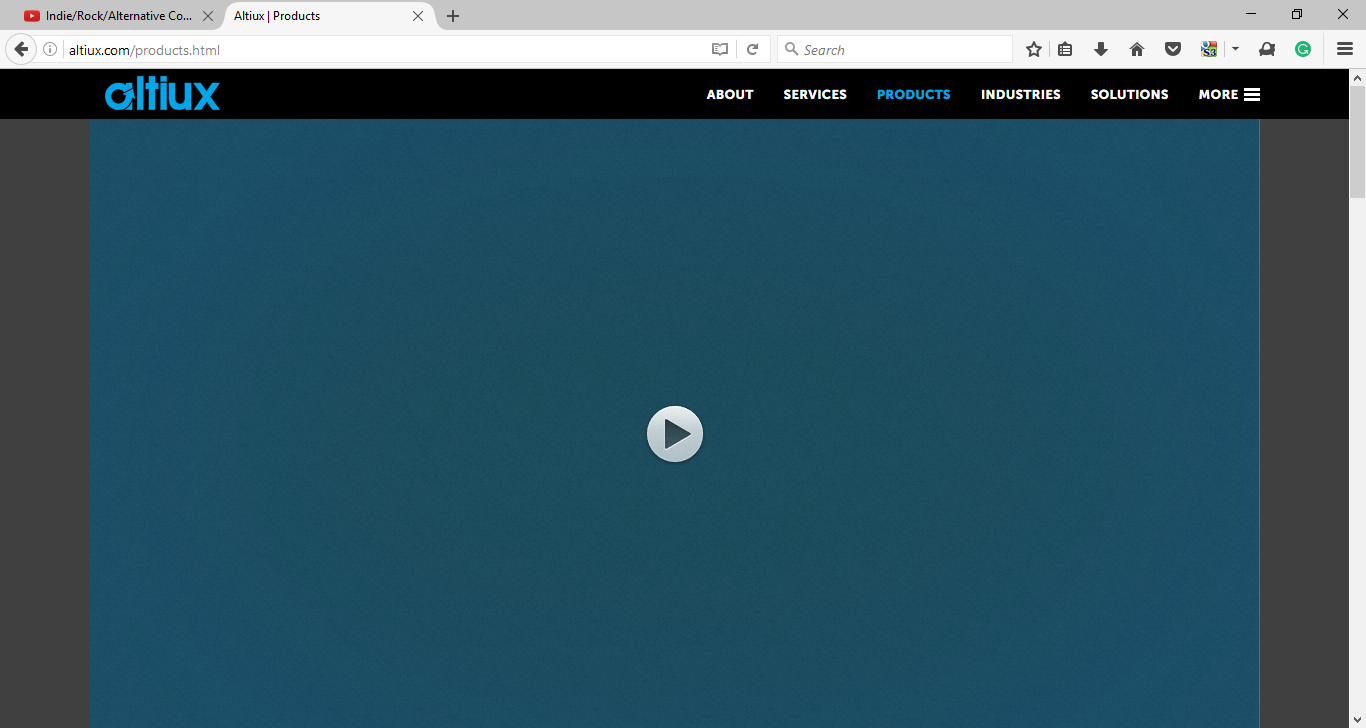 Indie/Rock/Alternative Co...
Altiux | Products
altiux.com/products.html
Search
altiux
ABOUT SERVICES PRODUCTS INDUSTRIES SOLUTIONS MORE